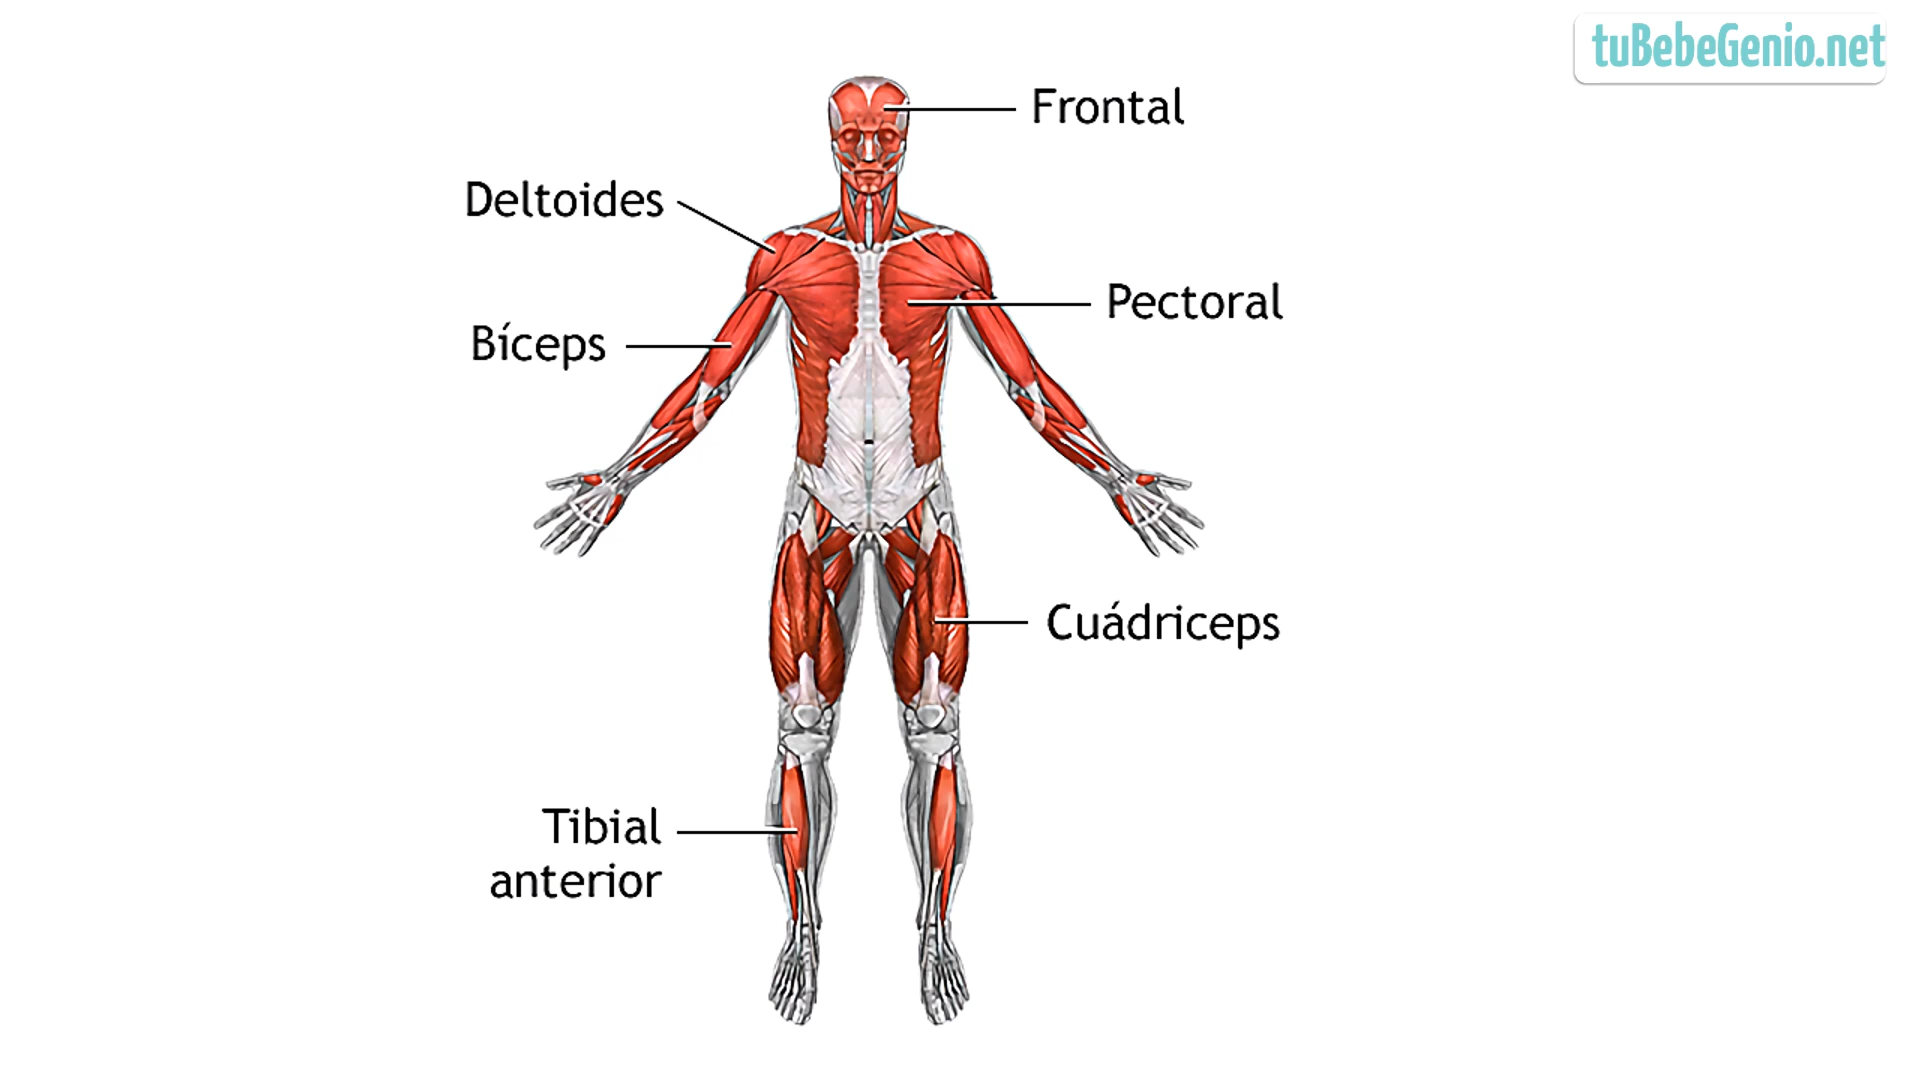 tuBebeGenio.net
Frontal
Deltoides
Pectoral
Bíceps
Cuádriceps
Tibial
anterior